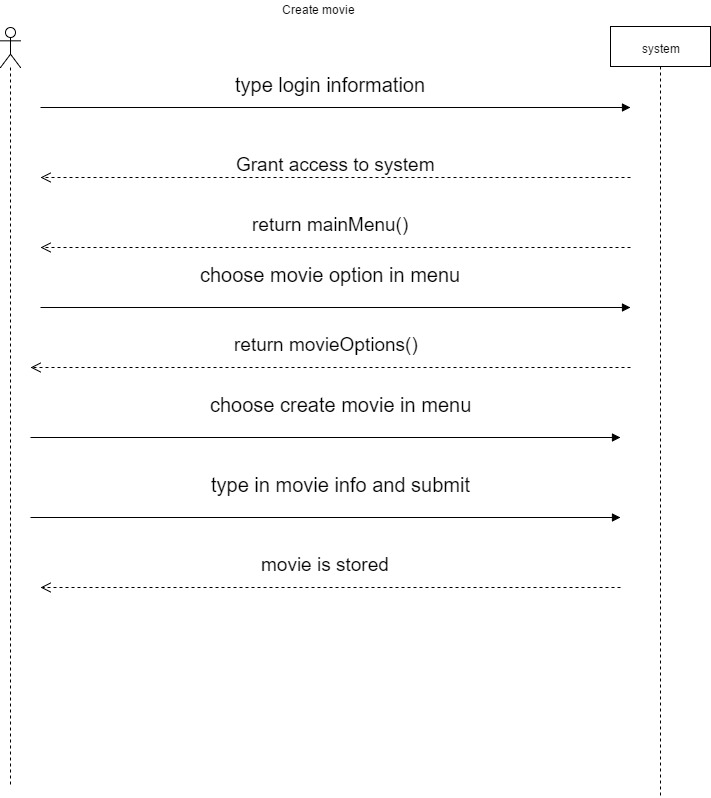 Create movie
system
type login information
Grant access to system
return mainMenu()
choose movie option in menu
return movieOptions()
choose create movie in menu
type in movie info and submit
movie is stored